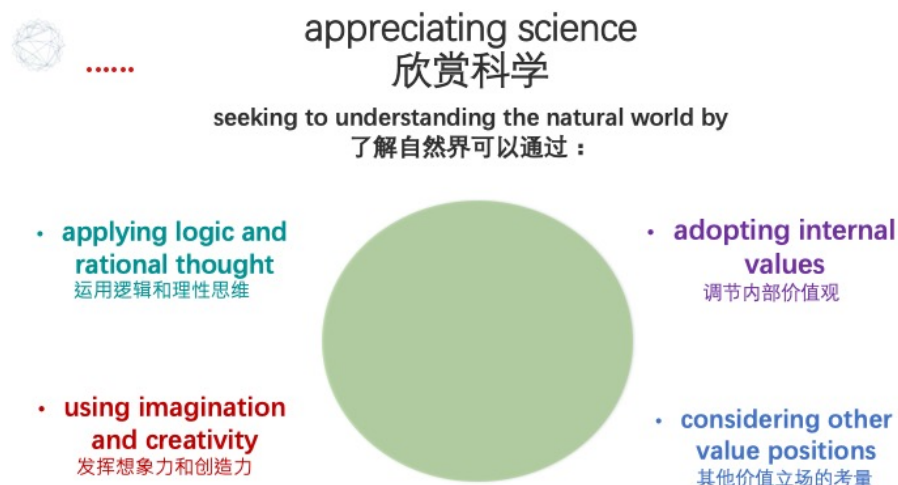 appreciating science
欣赏科学
seeking to understanding the natural world by
了解自然界可以通过：
• applying logic and
rational thought
运用逻辑和理性思维
• adopting internal
values
调节内部价值观
• using imagination
and creativity
发挥想象力和创造力
• considering other
value positions
其他价值立场的考量